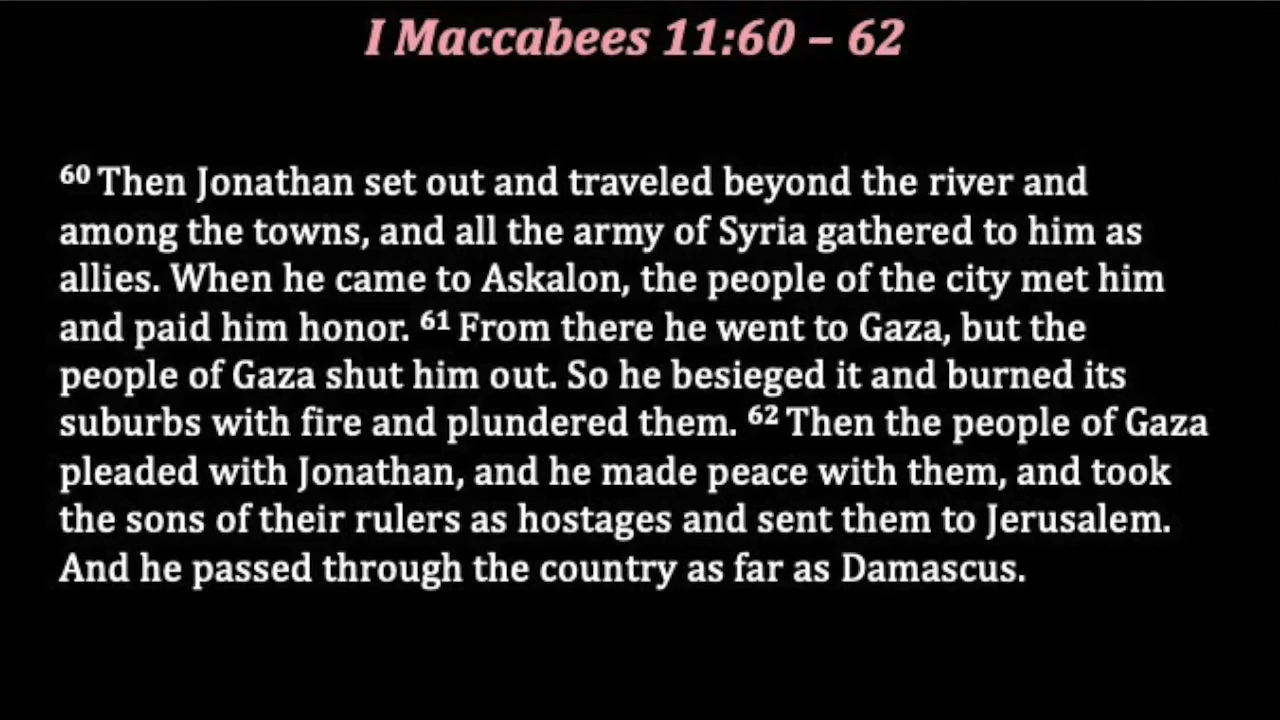 I Maccabees 11:60 – 62
60 Then Jonathan set out and traveled beyond the river and
among the towns, and all the army of Syria gathered to him as
allies. When he came to Askalon, the people of the city met him
and paid him honor. 61 From there he went to Gaza, but the
people of Gaza shut him out. So he besieged it and burned its
suburbs with fire and plundered them. 62 Then the people of Gaza
pleaded with Jonathan, and he made peace with them, and took
the sons of their rulers as hostages and sent them to Jerusalem.
And he passed through the country as far as Damascus.